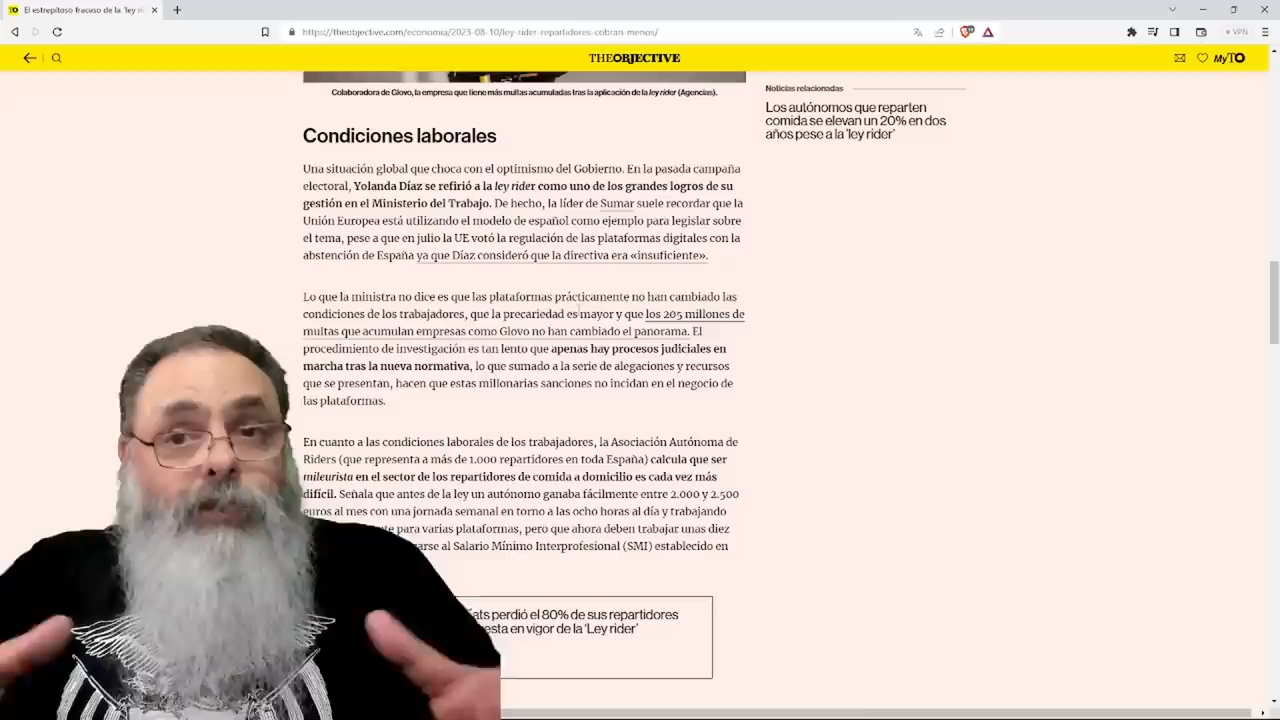 El estrepitoso fracaso de la 'ley ri
https://theobjective.com/economia/2023-08-10/ley-rider-repartidores-cobran-menos/
VPN
THEOBJECTIVE
MyTO
Colaboradora de Glovo, la empresa que tiene más multas acumuladas tras la aplicación de la ley rider (Agencias).
Noticias relacionadas
Los autónomos que reparten
comida se elevan un 20% en dos
años pese a la 'ley rider'
Condiciones laborales
Una situación global que choca con el optimismo del Gobierno. En la pasada campaña
electoral, Yolanda Díaz se refirió a la ley rider como uno de los grandes logros de su
gestión en el Ministerio del Trabajo. De hecho, la líder de Sumar suele recordar que la
Unión Europea está utilizando el modelo de español como ejemplo para legislar sobre
el tema, pese a que en julio la UE votó la regulación de las plataformas digitales con la
abstención de España ya que Díaz consideró que la directiva era «insuficiente».
Lo que la ministra no dice es que las plataformas prácticamente no han cambiado las
condiciones de los trabajadores, que la precariedad es mayor y que los 205 millones de
multas que acumulan empresas como Glovo no han cambiado el panorama. El
procedimiento de investigación es tan lento que apenas hay procesos judiciales en
marcha tras la nueva normativa, lo que sumado a la serie de alegaciones y recursos
que se presentan, hacen que estas millonarias sanciones no incidan en el negocio de
las plataformas.
En cuanto a las condiciones laborales de los trabajadores, la Asociación Autónoma de
Riders (que representa a más de 1.000 repartidores en toda España) calcula que ser
mileurista en el sector de los repartidores de comida a domicilio es cada vez más
difícil. Señala que antes de la ley un autónomo ganaba fácilmente entre 2.000 y 2.500
euros al mes con una jornada semanal en torno a las ocho horas al día y trabajando
para varias plataformas, pero que ahora deben trabajar unas diez
al Salario Mínimo Interprofesional (SMI) establecido en
perdió el 80% de sus repartidores
en vigor de la 'Ley rider'